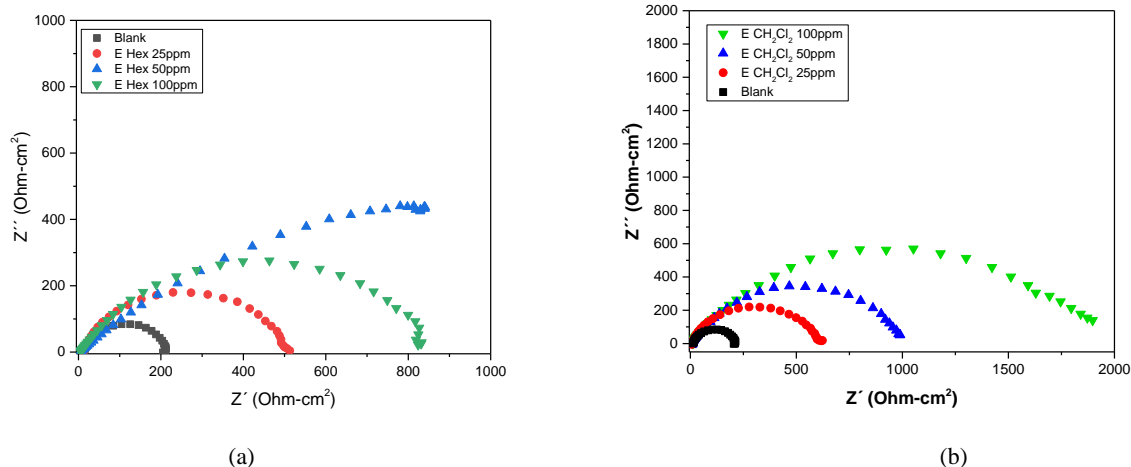 1000
800
600
400
200
0
Z´´ (Ohm-cm²)
Blank
E Hex 25ppm
E Hex 50ppm
E Hex 100ppm
0 200 400 600 800 1000
Z´ (Ohm-cm²)
(a)
2000
1800
1600
1400
1200
1000
800
600
400
200
0
Z´´ (Ohm-cm²)
E CH₂Cl₂ 100ppm
E CH₂Cl₂ 50ppm
E CH₂Cl₂ 25ppm
Blank
0 500 1000 1500 2000
Z´ (Ohm-cm²)
(b)